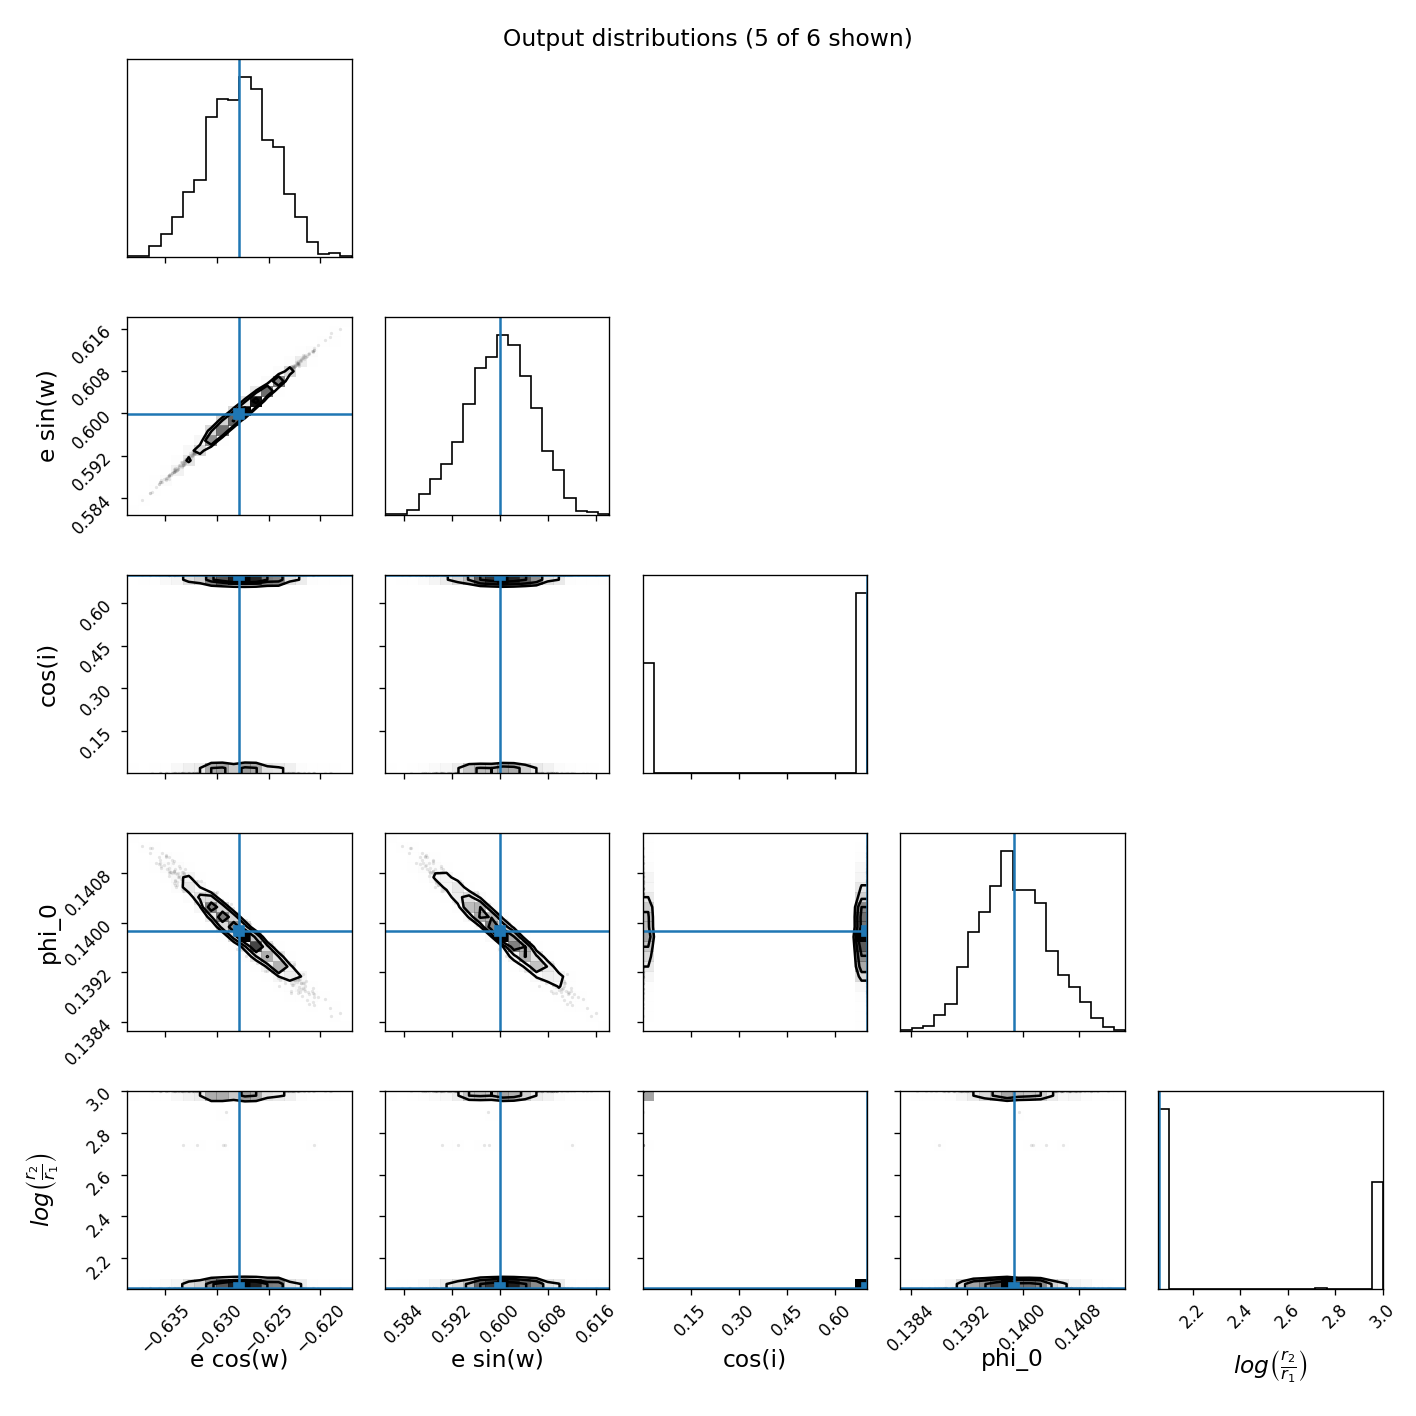 Output distributions (5 of 6 shown)
e sin(w)
0.616
0.608
0.600
0.592
0.584
cos(i)
0.60
0.45
0.30
0.15
phi_0
0.1408
0.1400
0.1392
0.1384
log(r2/r1)
3.0
2.8
2.6
2.4
2.2
−0.635 −0.630 −0.625 −0.620
0.584 0.592 0.600 0.608 0.616
0.15 0.30 0.45 0.60
0.1384 0.1392 0.1400 0.1408
2.2 2.4 2.6 2.8 3.0
e cos(w) e sin(w) cos(i) phi_0 log(r2/r1)